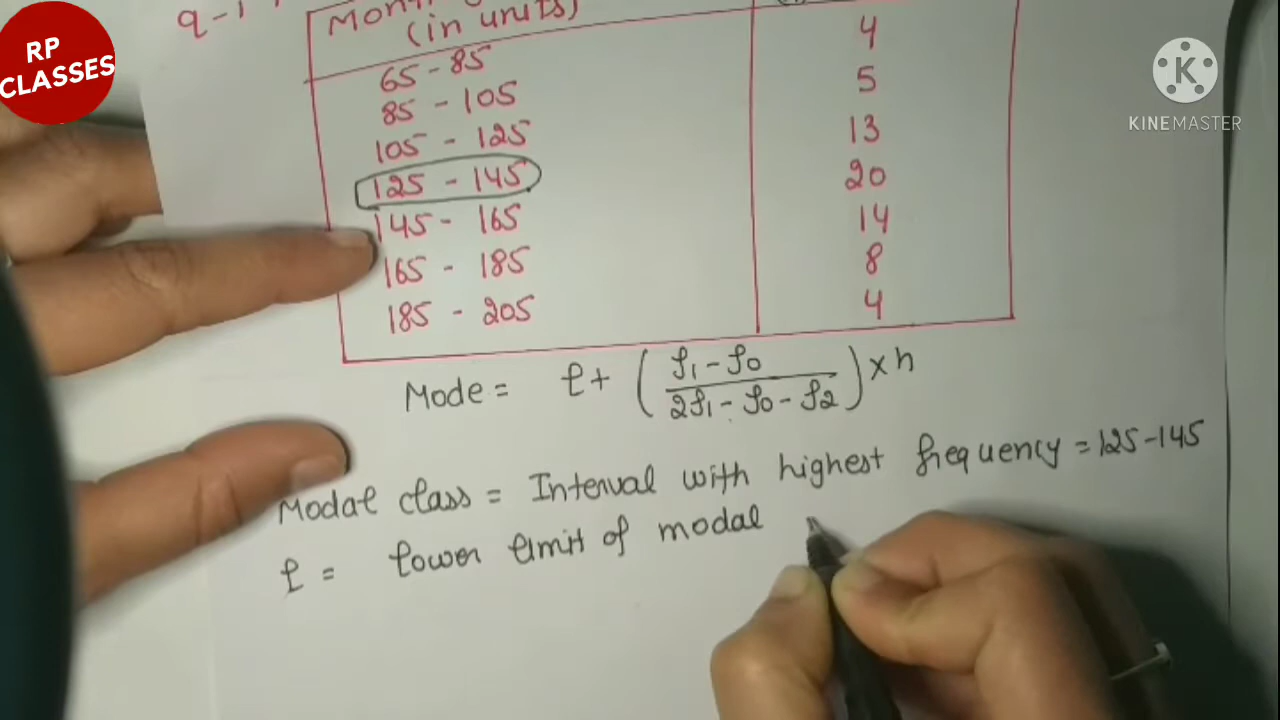 RP
CLASSES
KINEMASTER
q-1
(in units)
65-85 4
85-105 5
105-125 13
125-145 20
145-165 14
165-185 8
185-205 4
Mode = l + (f1-f0 / 2f1-f0-f2) × h
Modal class = Interval with highest frequency = 125-145
l = lower limit of modal